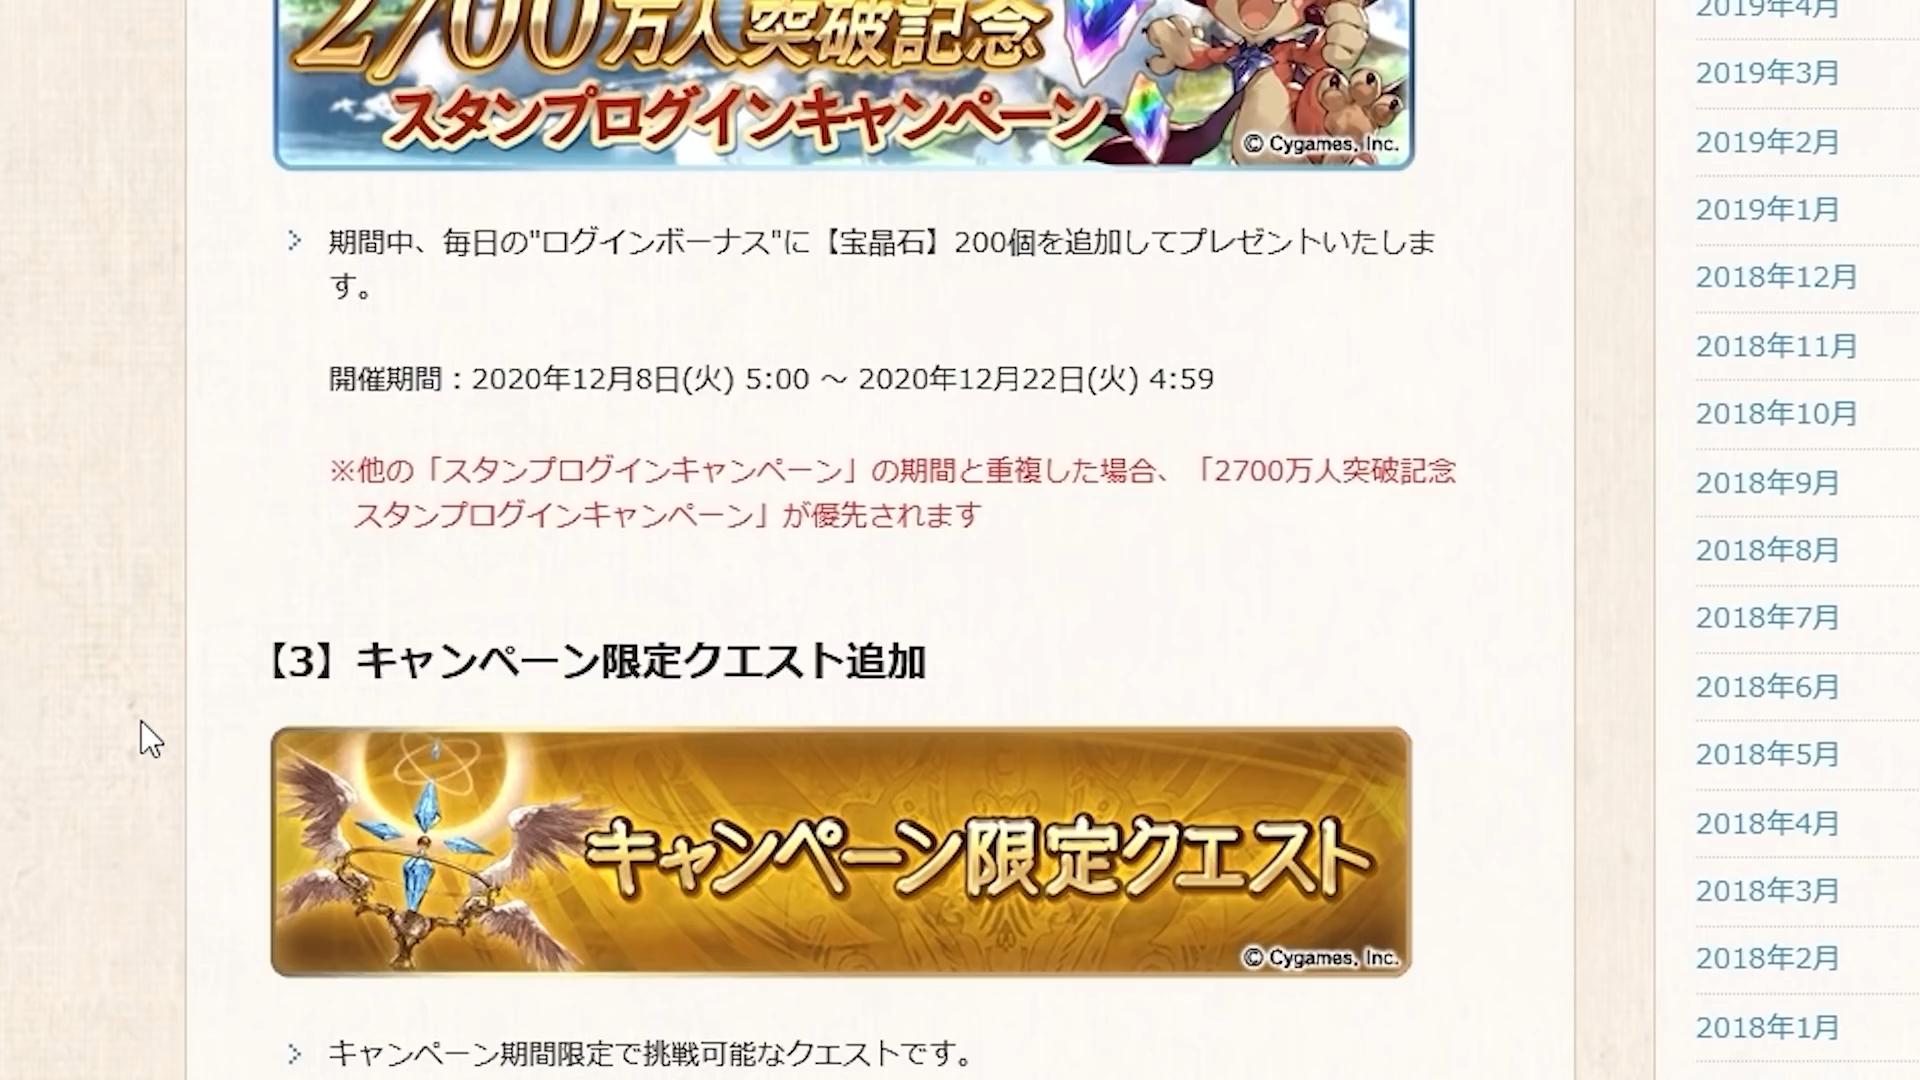 2700万人突破記念
スタンプログインキャンペーン
© Cygames, Inc.
期間中、毎日の"ログインボーナス"に【宝晶石】200個を追加してプレゼントいたしま
す。
開催期間：2020年12月8日(火) 5:00 ～ 2020年12月22日(火) 4:59
※他の「スタンプログインキャンペーン」の期間と重複した場合、「2700万人突破記念
スタンプログインキャンペーン」が優先されます
【3】キャンペーン限定クエスト追加
キャンペーン限定クエスト
© Cygames, Inc.
キャンペーン期間限定で挑戦可能なクエストです。
2019年4月
2019年3月
2019年2月
2019年1月
2018年12月
2018年11月
2018年10月
2018年9月
2018年8月
2018年7月
2018年6月
2018年5月
2018年4月
2018年3月
2018年2月
2018年1月